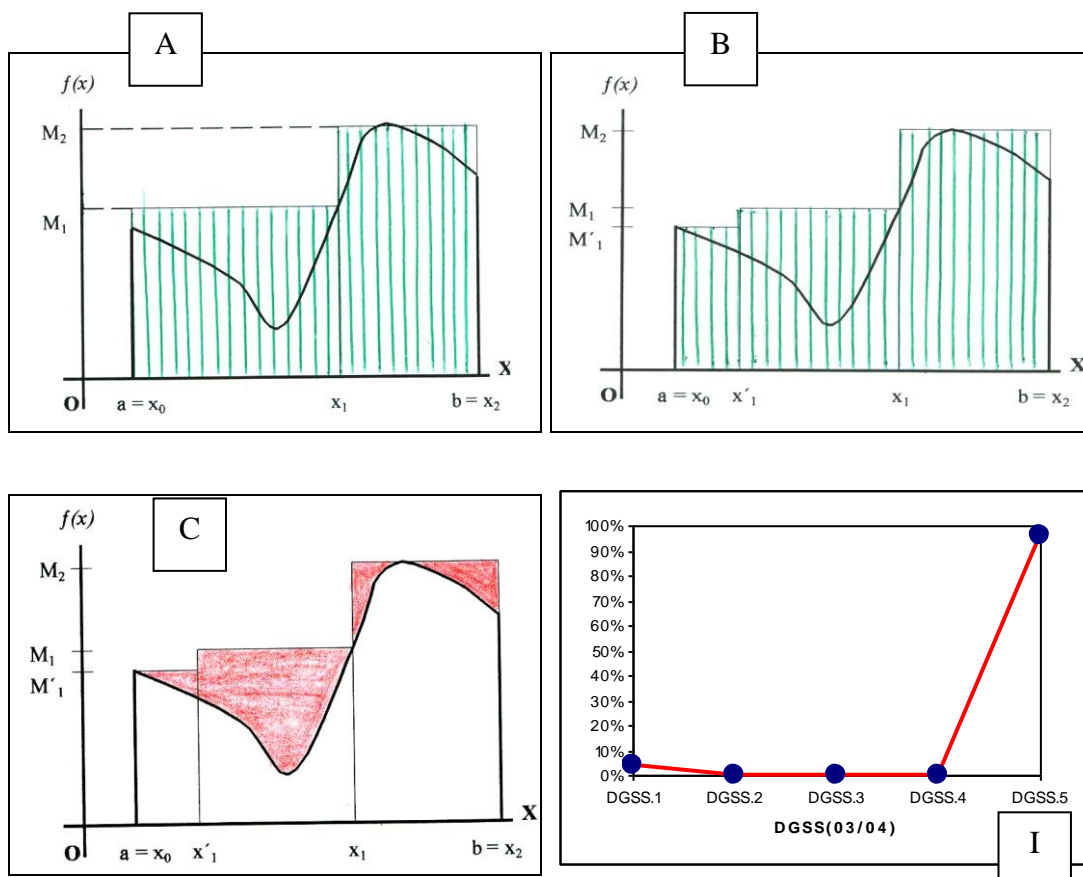 A
f(x)
M₂
M₁
X
O
a = x₀
x₁
b = x₂
B
f(x)
M₂
M₁
M´₁
X
O
a = x₀
x´₁
x₁
b = x₂
C
f(x)
M₂
M₁
M´₁
X
O
a = x₀
x´₁
x₁
b = x₂
100%
90%
80%
70%
60%
50%
40%
30%
20%
10%
0%
DGSS.1
DGSS.2
DGSS.3
DGSS.4
DGSS.5
DGSS(03/04)
I